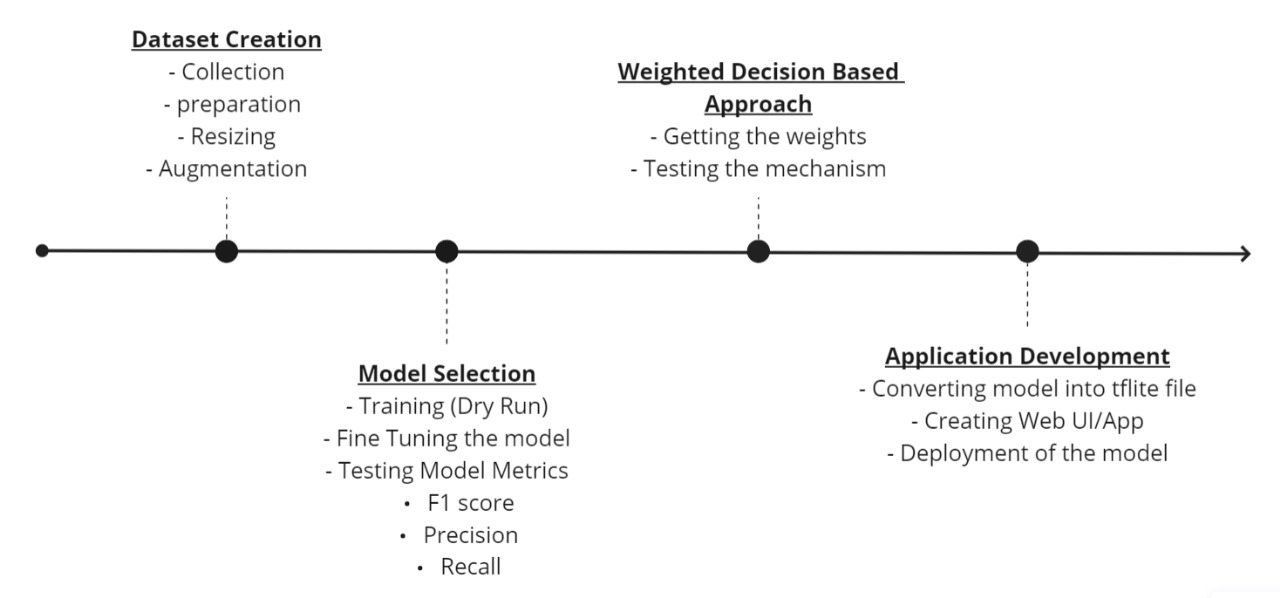 Dataset Creation
- Collection
- preparation
- Resizing
- Augmentation
Weighted Decision Based
Approach
- Getting the weights
- Testing the mechanism
Model Selection
- Training (Dry Run)
- Fine Tuning the model
- Testing Model Metrics
• F1 score
• Precision
• Recall
Application Development
- Converting model into tflite file
- Creating Web UI/App
- Deployment of the model